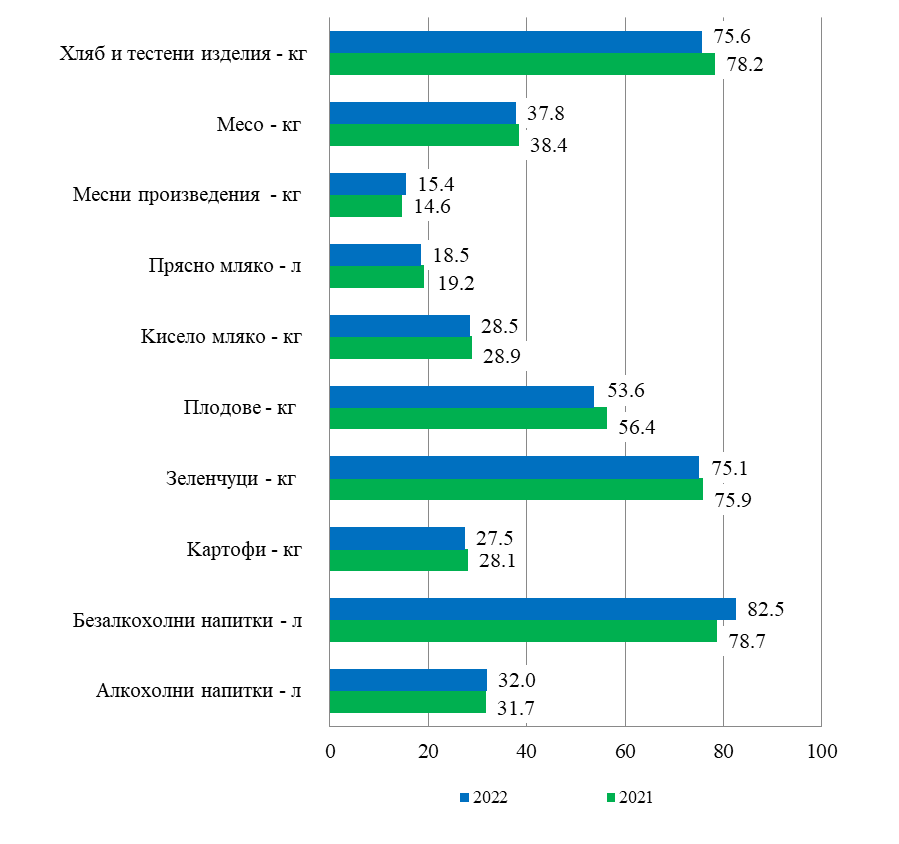 Хляб и тестени изделия - кг
75.6
78.2
Месо - кг
37.8
38.4
Месни произведения - кг
15.4
14.6
Прясно мляко - л
18.5
19.2
Кисело мляко - кг
28.5
28.9
Плодове - кг
53.6
56.4
Зеленчуци - кг
75.1
75.9
Картофи - кг
27.5
28.1
Безалкохолни напитки - л
82.5
78.7
Алкохолни напитки - л
32.0
31.7
0 20 40 60 80 100
2022 2021